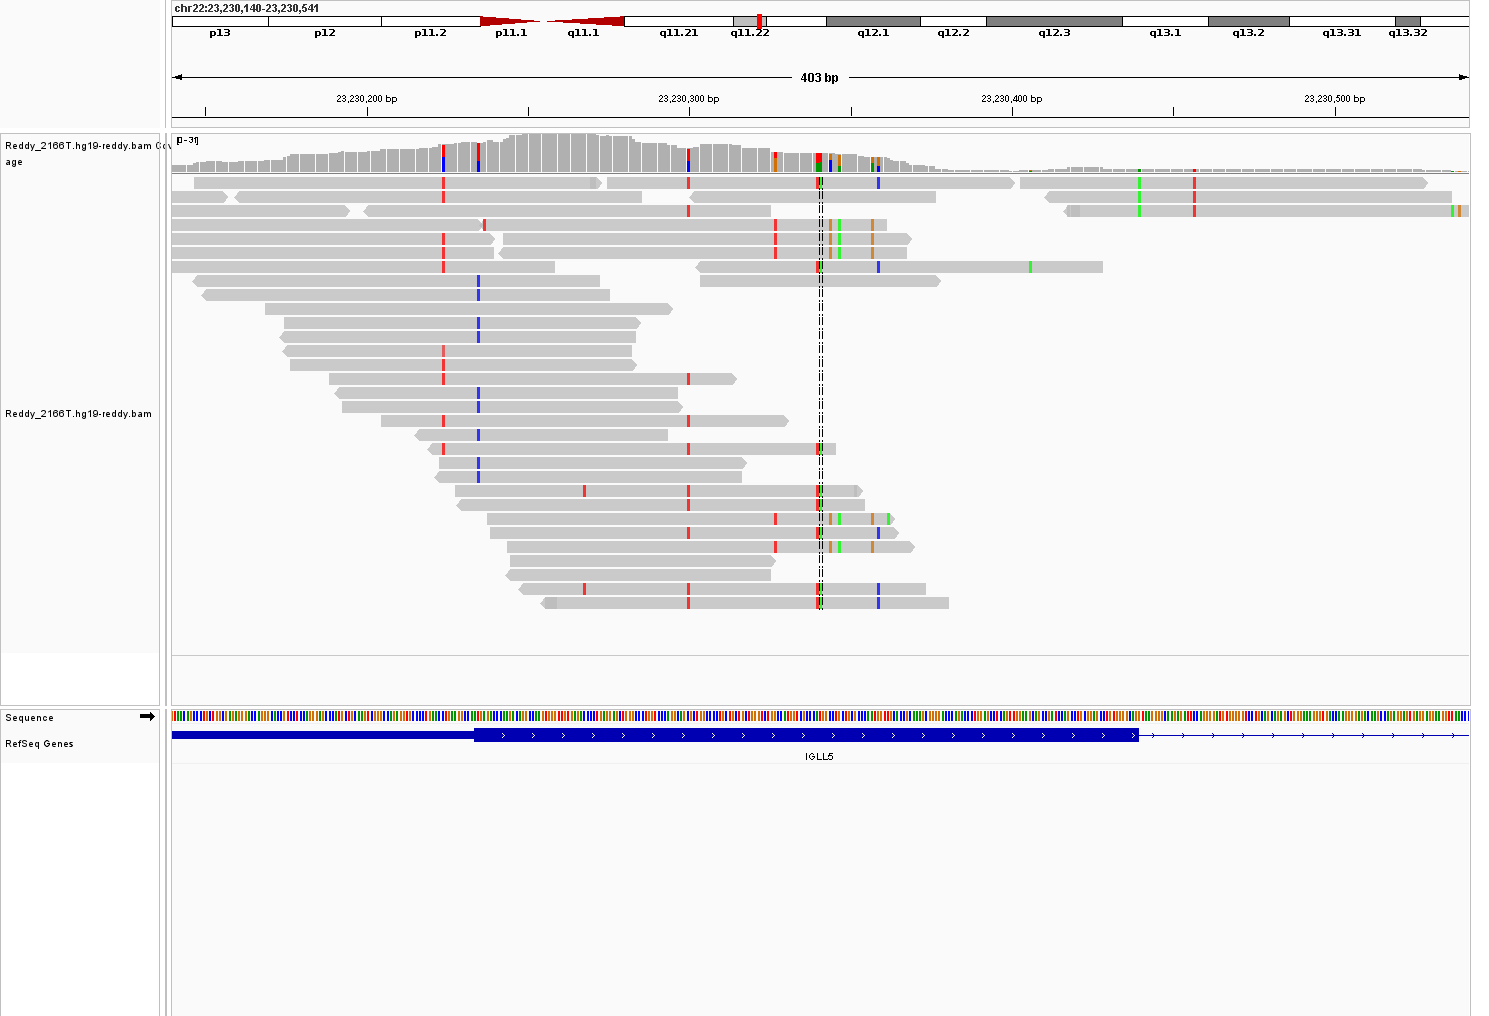 chr22:23,230,140-23,230,541
p13 p12 p11.2 p11.1 q11.1 q11.21 q11.22 q12.1 q12.2 q12.3 q13.1 q13.2 q13.31 q13.32
403 bp
23,230,200 bp 23,230,300 bp 23,230,400 bp 23,230,500 bp
Reddy_2166T.hg19-reddy.bam Cov
age
[0-31]
Reddy_2166T.hg19-reddy.bam
Sequence
RefSeq Genes
IGLL5